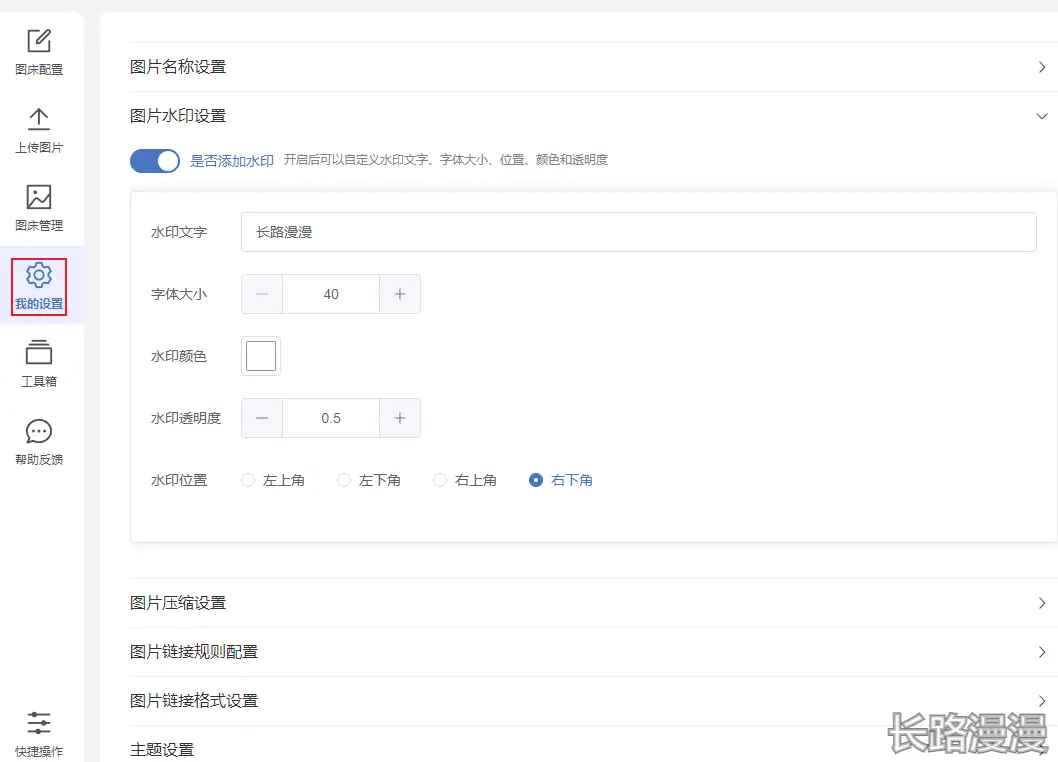 图床配置
上传图片
图床管理
我的设置
工具箱
帮助反馈
快捷操作
图片名称设置
图片水印设置
是否添加水印 开启后可以自定义水印文字、字体大小、位置、颜色和透明度
水印文字 长路漫漫
字体大小 40
水印颜色
水印透明度 0.5
水印位置 左上角 左下角 右上角 右下角
图片压缩设置
图片链接规则配置
图片链接格式设置
主题设置
长路漫漫